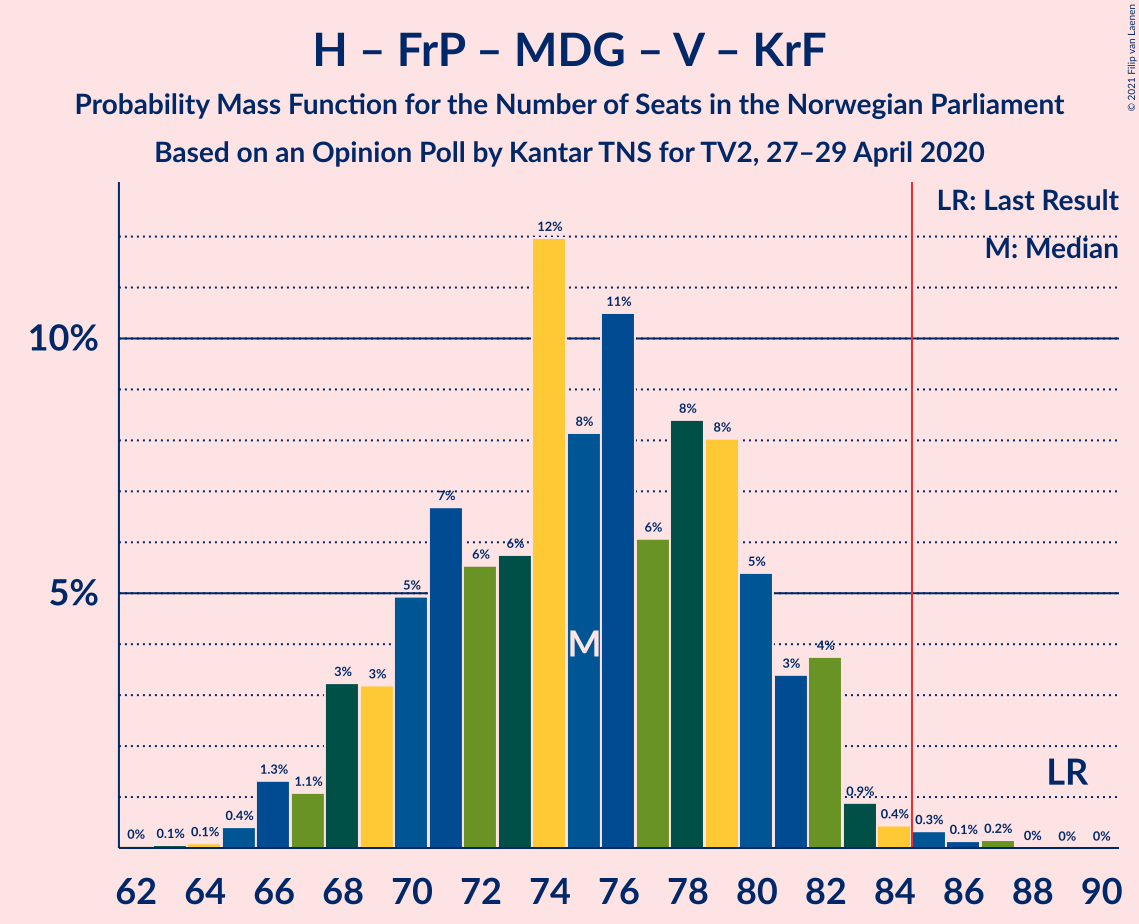 H – FrP – MDG – V – KrF
Probability Mass Function for the Number of Seats in the Norwegian Parliament
Based on an Opinion Poll by Kantar TNS for TV2, 27–29 April 2020
© 2021 Filip van Laenen
LR: Last Result
M: Median
10%
5%
0% 0.1% 0.1% 0.4% 1.3% 1.1% 3% 3% 5% 7% 6% 6% 12% 8% 11% 6% 8% 8% 5% 3% 4% 0.9% 0.4% 0.3% 0.1% 0.2% 0% 0% 0%
M
LR
62 64 66 68 70 72 74 76 78 80 82 84 86 88 90